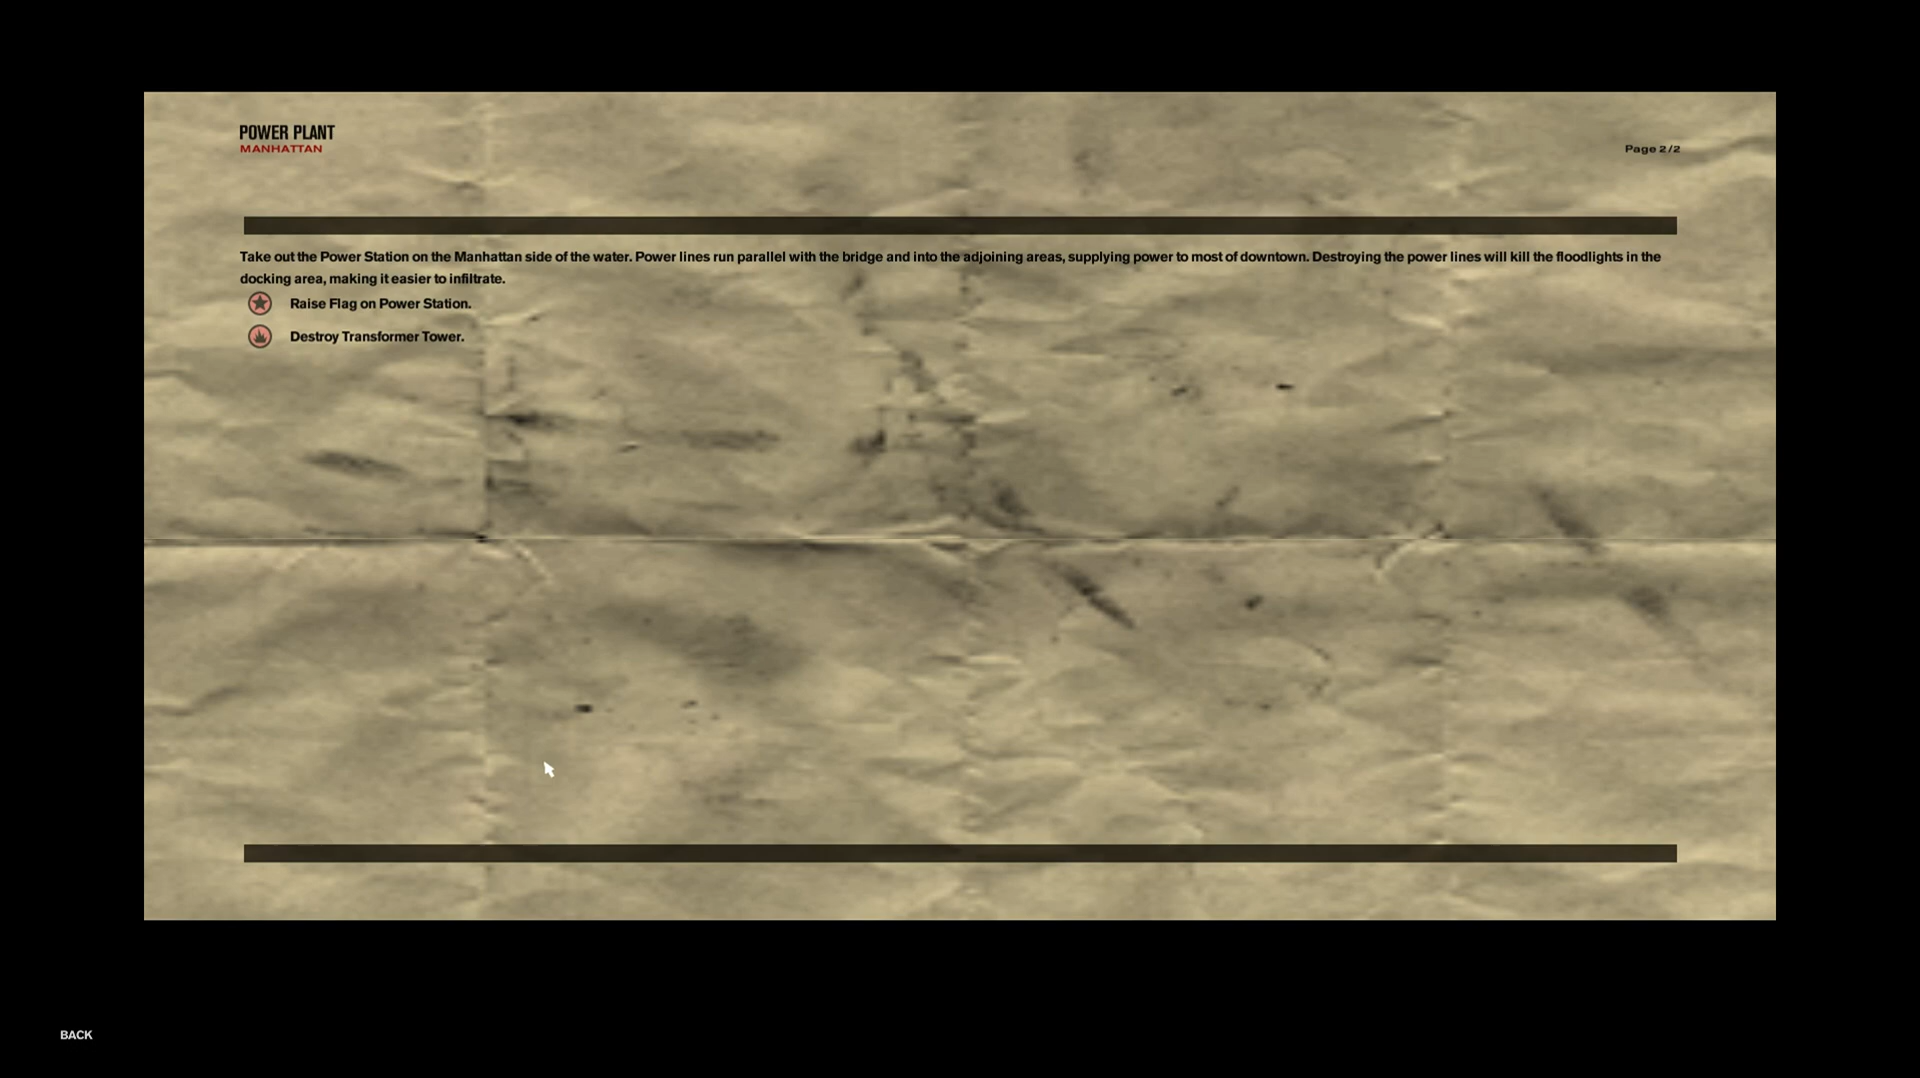 POWER PLANT
MANHATTAN
Page 2/2
Take out the Power Station on the Manhattan side of the water. Power lines run parallel with the bridge and into the adjoining areas, supplying power to most of downtown. Destroying the power lines will kill the floodlights in the
docking area, making it easier to infiltrate.
Raise Flag on Power Station.
Destroy Transformer Tower.
BACK